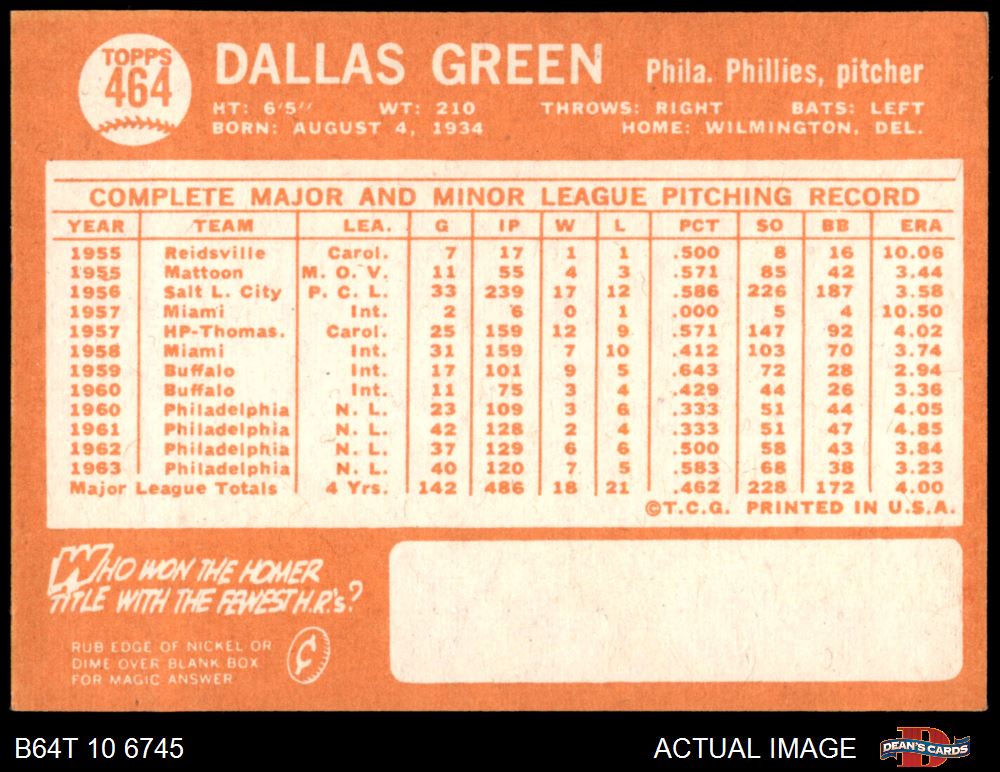 TOPPS
464
DALLAS GREEN Phila. Phillies, pitcher
HT: 6'5" WT: 210 THROWS: RIGHT BATS: LEFT
BORN: AUGUST 4, 1934 HOME: WILMINGTON, DEL.
COMPLETE MAJOR AND MINOR LEAGUE PITCHING RECORD
YEAR TEAM LEA. G IP W L PCT SO BB ERA
1955 Reidsville Carol. 7 17 1 1 .500 8 16 10.06
1955 Mattoon M. O. V. 11 55 4 3 .571 85 42 3.44
1956 Salt L. City P. C. L. 33 239 17 12 .586 226 187 3.58
1957 Miami Int. 2 6 0 1 .000 5 4 10.50
1957 HP-Thomas. Carol. 25 159 12 9 .571 147 92 4.02
1958 Miami Int. 31 159 7 10 .412 103 70 3.74
1959 Buffalo Int. 17 101 9 5 .643 72 28 2.94
1960 Buffalo Int. 11 75 3 4 .429 44 26 3.36
1960 Philadelphia N. L. 23 109 3 6 .333 51 44 4.05
1961 Philadelphia N. L. 42 128 2 4 .333 51 47 4.85
1962 Philadelphia N. L. 37 129 6 6 .500 58 43 3.84
1963 Philadelphia N. L. 40 120 7 5 .583 68 38 3.23
Major League Totals 4 Yrs. 142 486 18 21 .462 228 172 4.00
©T.C.G. PRINTED IN U.S.A.
WHO WON THE HOMER
TITLE WITH THE FEWEST H.R.'s?
RUB EDGE OF NICKEL OR
DIME OVER BLANK BOX
FOR MAGIC ANSWER
¢
B64T 10 6745 ACTUAL IMAGE
D
DEAN'S CARDS